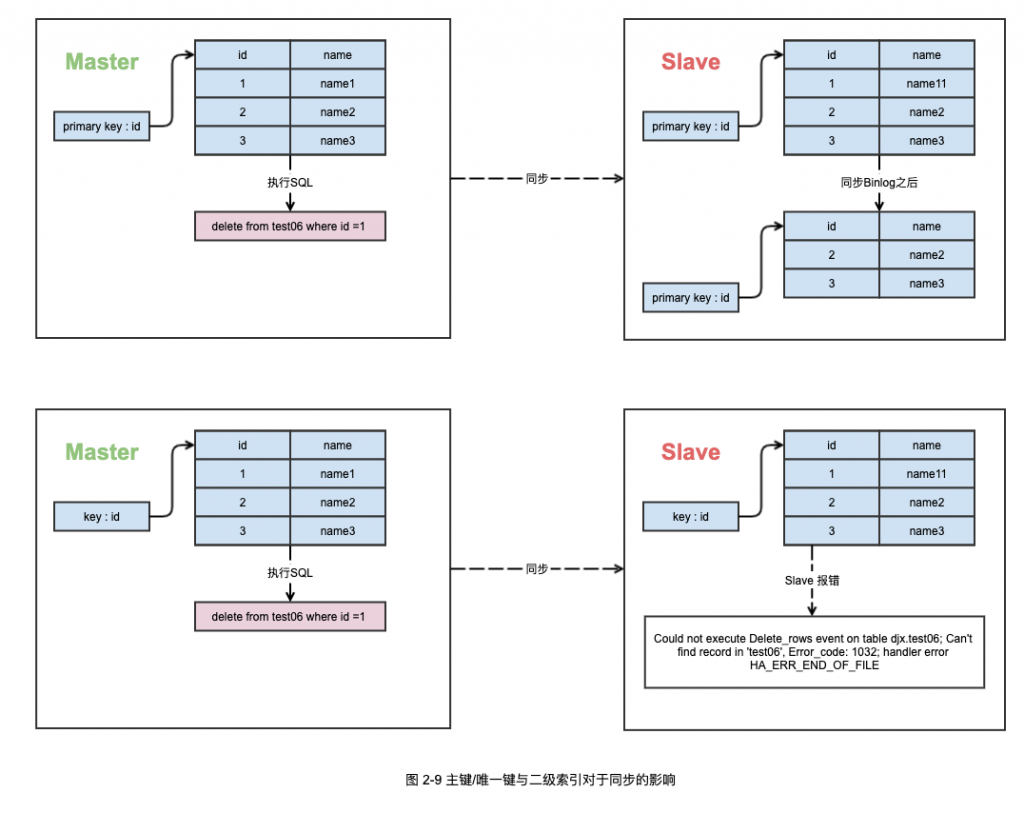 Master
id name
1 name1
2 name2
3 name3
primary key : id
执行SQL
delete from test06 where id =1
同步
Slave
id name
1 name11
2 name2
3 name3
primary key : id
同步Binlog之后
id name
2 name2
3 name3
primary key : id
Master
id name
1 name1
2 name2
3 name3
key : id
执行SQL
delete from test06 where id =1
同步
Slave
id name
1 name11
2 name2
3 name3
key : id
Slave 报错
Could not execute Delete_rows event on table djx.test06; Can't
find record in 'test06', Error_code: 1032; handler error
HA_ERR_END_OF_FILE
图 2-9 主键/唯一键与二级索引对于同步的影响